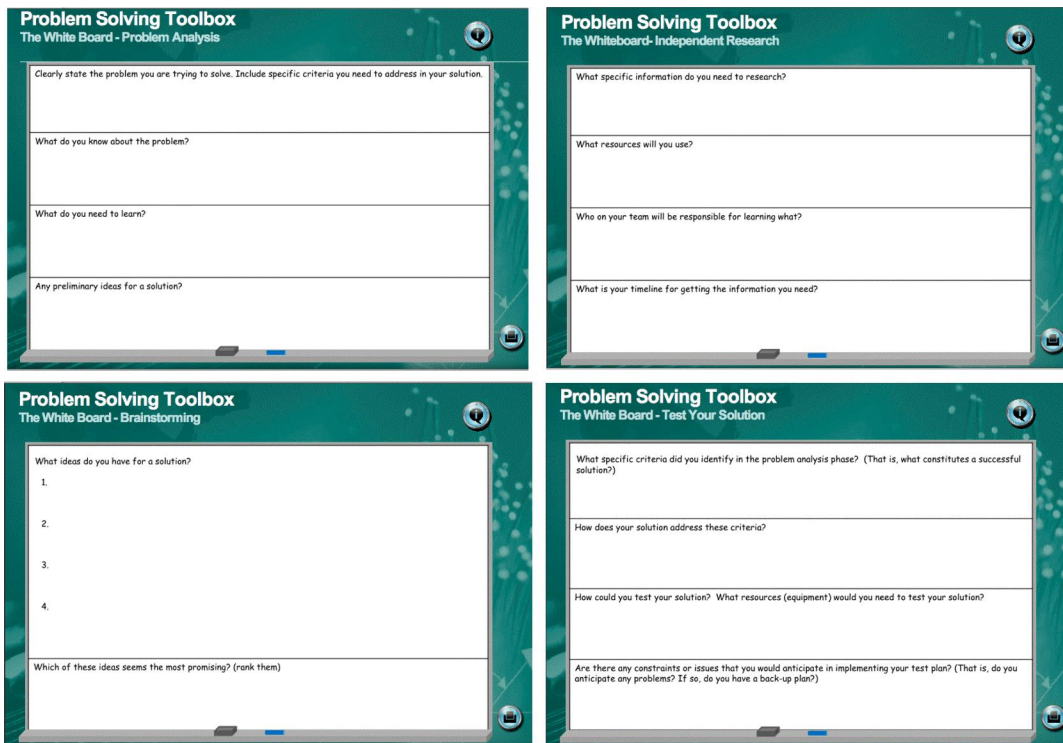 Problem Solving Toolbox
The White Board - Problem Analysis
Clearly state the problem you are trying to solve. Include specific criteria you need to address in your solution.
What do you know about the problem?
What do you need to learn?
Any preliminary ideas for a solution?
Problem Solving Toolbox
The Whiteboard- Independent Research
What specific information do you need to research?
What resources will you use?
Who on your team will be responsible for learning what?
What is your timeline for getting the information you need?
Problem Solving Toolbox
The White Board - Brainstorming
What ideas do you have for a solution?
1.
2.
3.
4.
Which of these ideas seems the most promising? (rank them)
Problem Solving Toolbox
The White Board - Test Your Solution
What specific criteria did you identify in the problem analysis phase? (That is, what constitutes a successful
solution?)
How does your solution address these criteria?
How could you test your solution? What resources (equipment) would you need to test your solution?
Are there any constraints or issues that you would anticipate in implementing your test plan? (That is, do you
anticipate any problems? If so, do you have a back-up plan?)